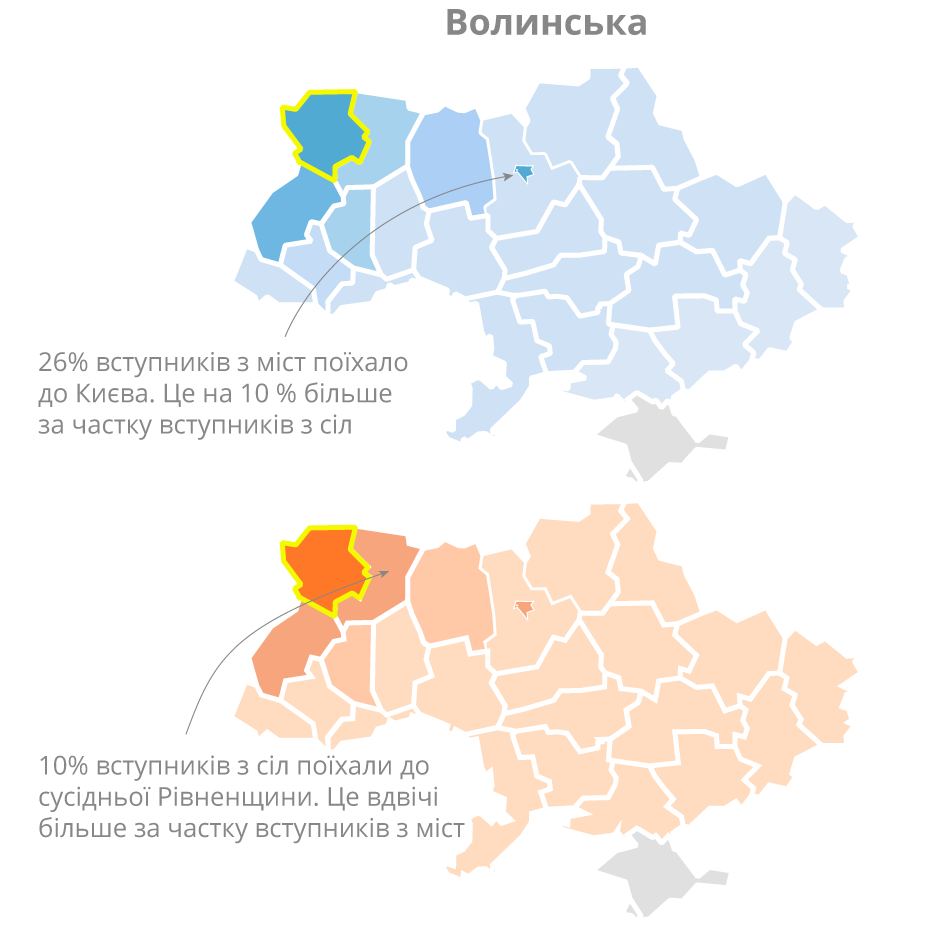 Волинська
26% вступників з міст поїхало
до Києва. Це на 10 % більше
за частку вступників з сіл
10% вступників з сіл поїхали до
сусідньої Рівненщини. Це вдвічі
більше за частку вступників з міст